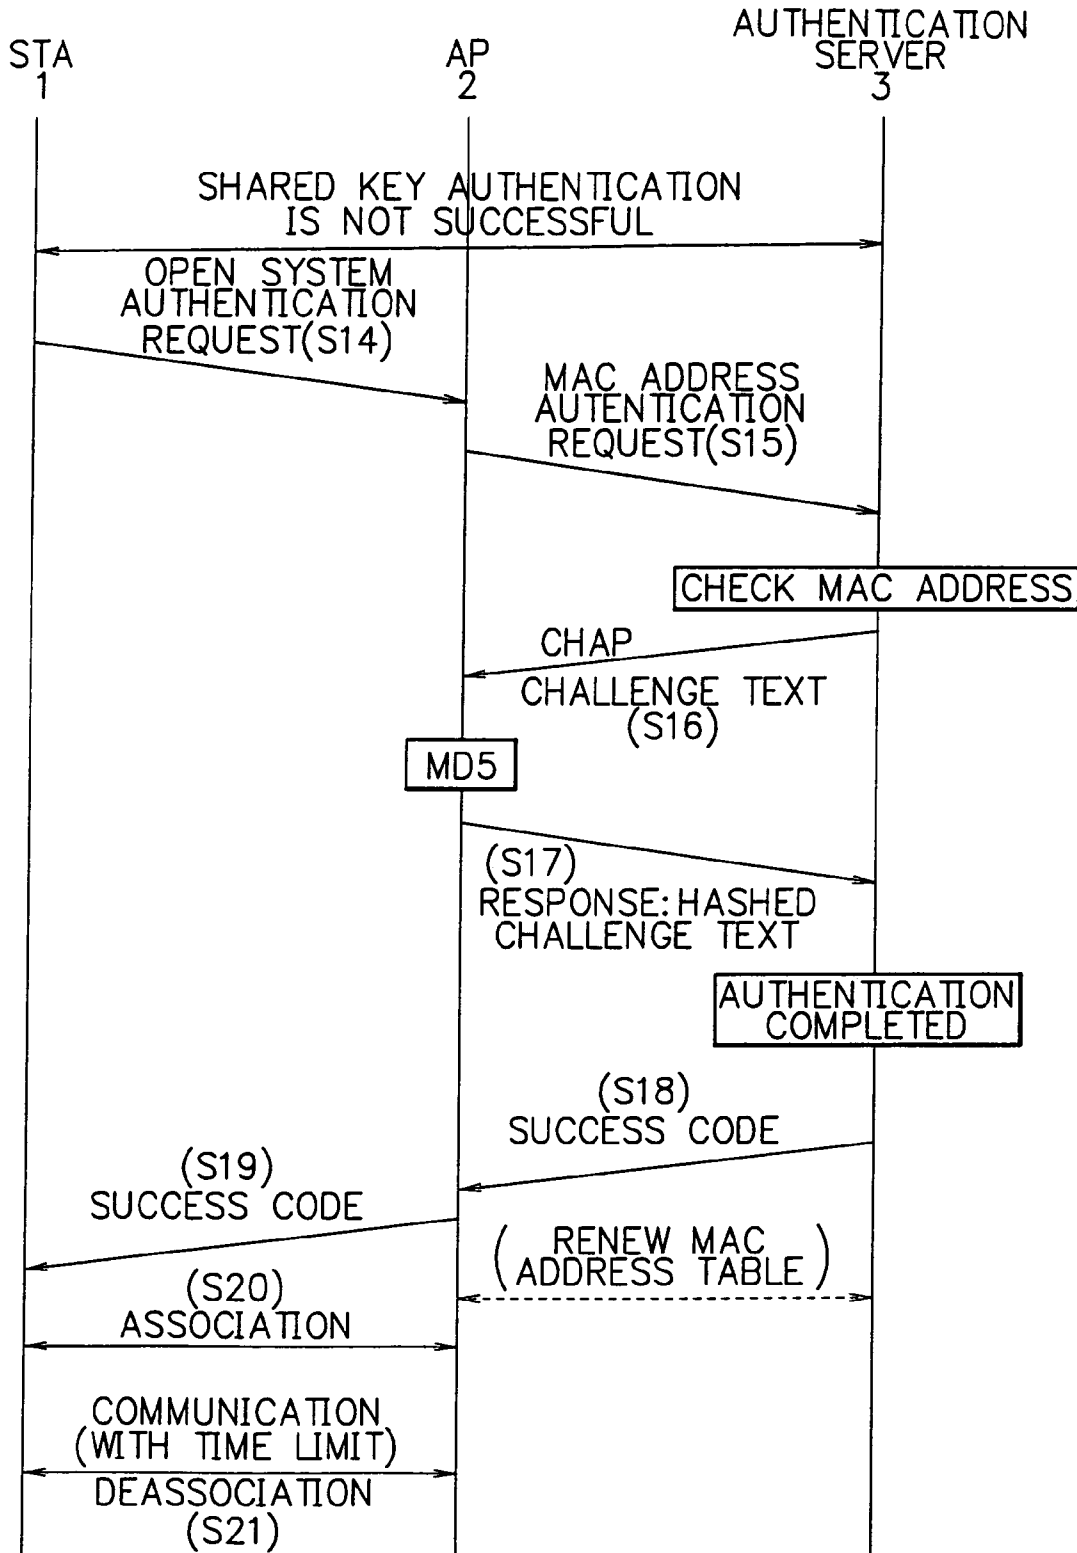 STA
1
AP
2
AUTHENTICATION
SERVER
3
SHARED KEY AUTHENTICATION
IS NOT SUCCESSFUL
OPEN SYSTEM
AUTHENTICATION
REQUEST(S14)
MAC ADDRESS
AUTENTICATION
REQUEST(S15)
CHECK MAC ADDRESS
CHAP
CHALLENGE TEXT
(S16)
MD5
(S17)
RESPONSE:HASHED
CHALLENGE TEXT
AUTHENTICATION
COMPLETED
(S18)
SUCCESS CODE
(S19)
SUCCESS CODE
(RENEW MAC
ADDRESS TABLE)
(S20)
ASSOCIATION
COMMUNICATION
(WITH TIME LIMIT)
DEASSOCIATION
(S21)